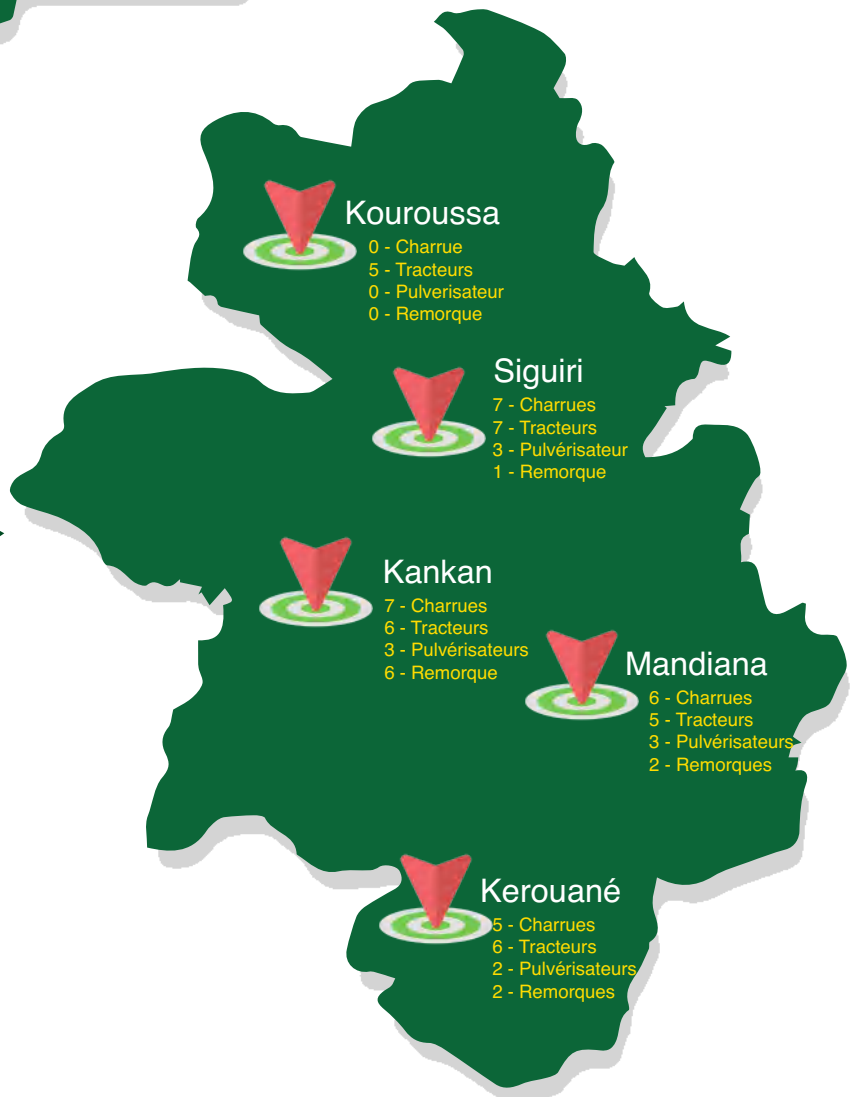 Kouroussa
0 - Charrue
5 - Tracteurs
0 - Pulverisateur
0 - Remorque
Siguiri
7 - Charrues
7 - Tracteurs
3 - Pulvérisateur
1 - Remorque
Kankan
7 - Charrues
6 - Tracteurs
3 - Pulvérisateurs
6 - Remorque
Mandiana
6 - Charrues
5 - Tracteurs
3 - Pulvérisateurs
2 - Remorques
Kerouané
5 - Charrues
6 - Tracteurs
2 - Pulvérisateurs
2 - Remorques